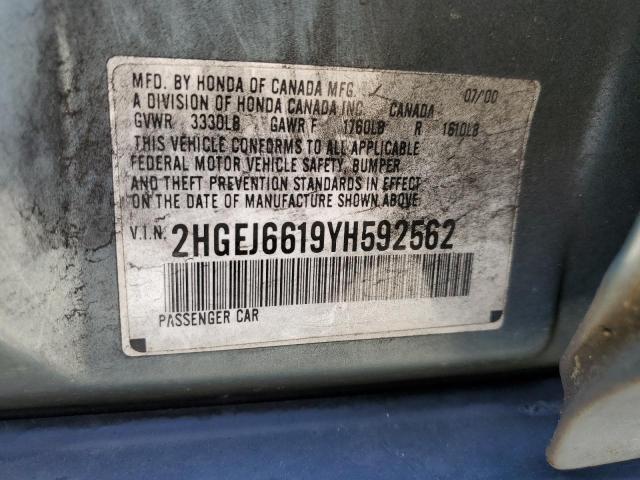 MFD. BY HONDA OF CANADA MFG. 07/00
A DIVISION OF HONDA CANADA INC. CANADA
GVWR 3330LB GAWR F 1760LB R 1610LB
THIS VEHICLE CONFORMS TO ALL APPLICABLE
FEDERAL MOTOR VEHICLE SAFETY, BUMPER
AND THEFT PREVENTION STANDARDS IN EFFECT
ON THE DATE OF MANUFACTURE SHOWN ABOVE.
V.I.N. 2HGEJ6619YH592562
PASSENGER CAR